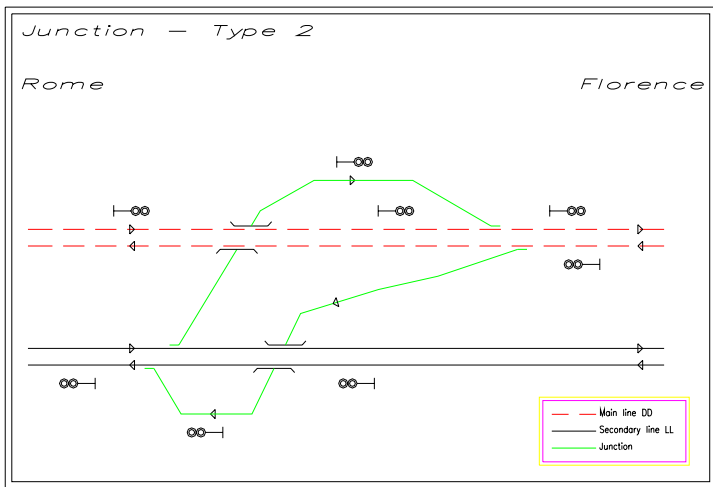 Junction – Type 2
Rome
Florence
Main line DD
Secondary line LL
Junction